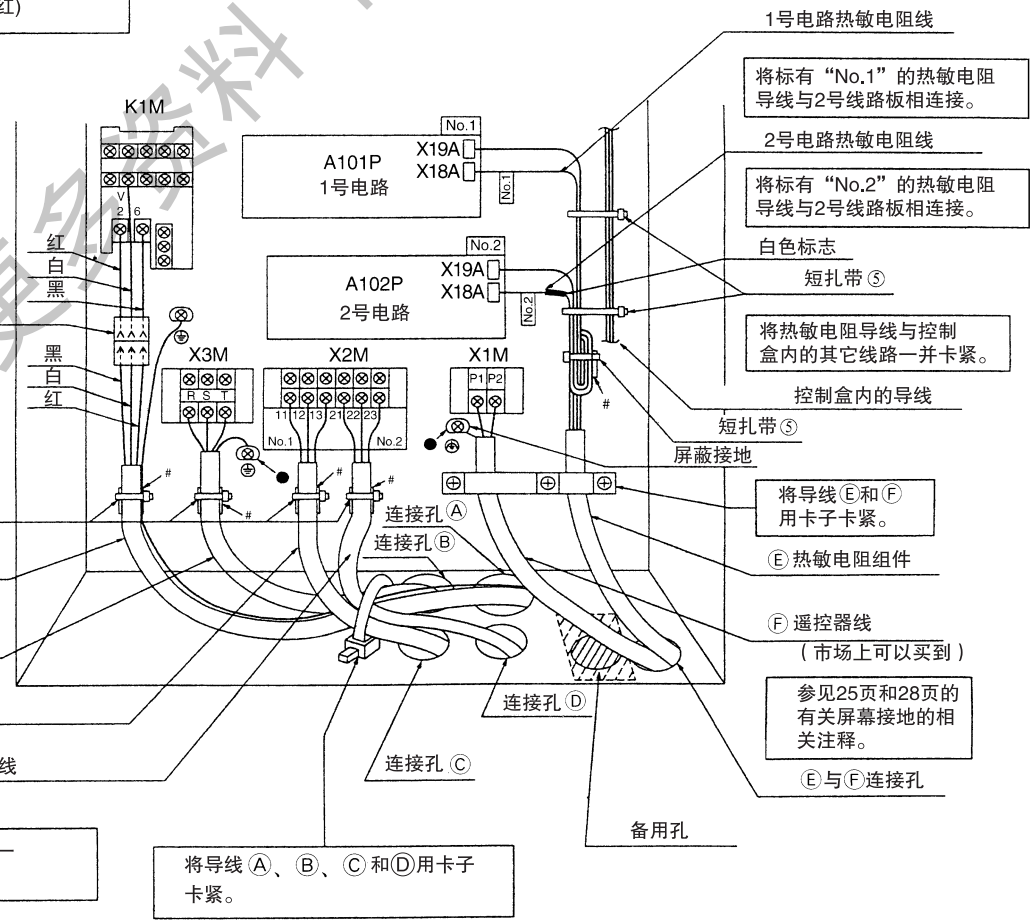 红)
更多资料
1号电路热敏电阻线
将标有“No.1”的热敏电阻
导线与2号线路板相连接。
2号电路热敏电阻线
将标有“No.2”的热敏电阻
导线与2号线路板相连接。
白色标志
短扎带⑤
将热敏电阻导线与控制
盒内的其它线路一并卡紧。
控制盒内的导线
短扎带⑤
屏蔽接地
K1M
V
2 6
红
白
黑
黑
白
红
No.1
A101P
1号电路
X19A
X18A
No.1
No.2
A102P
2号电路
X19A
X18A
No.2
X3M
R S T
X2M
11 12 13 21 22 23
No.1
No.2
X1M
P1 P2
#
#
#
#
#
连接孔Ⓐ
连接孔Ⓑ
将导线Ⓔ和Ⓕ
用卡子卡紧。
Ⓔ热敏电阻组件
Ⓕ遥控器线
(市场上可以买到)
参见25页和28页的
有关屏幕接地的相
关注释。
连接孔Ⓓ
连接孔Ⓒ
Ⓔ与Ⓕ连接孔
备用孔
线
将导线Ⓐ、Ⓑ、Ⓒ和Ⓓ用卡子
卡紧。